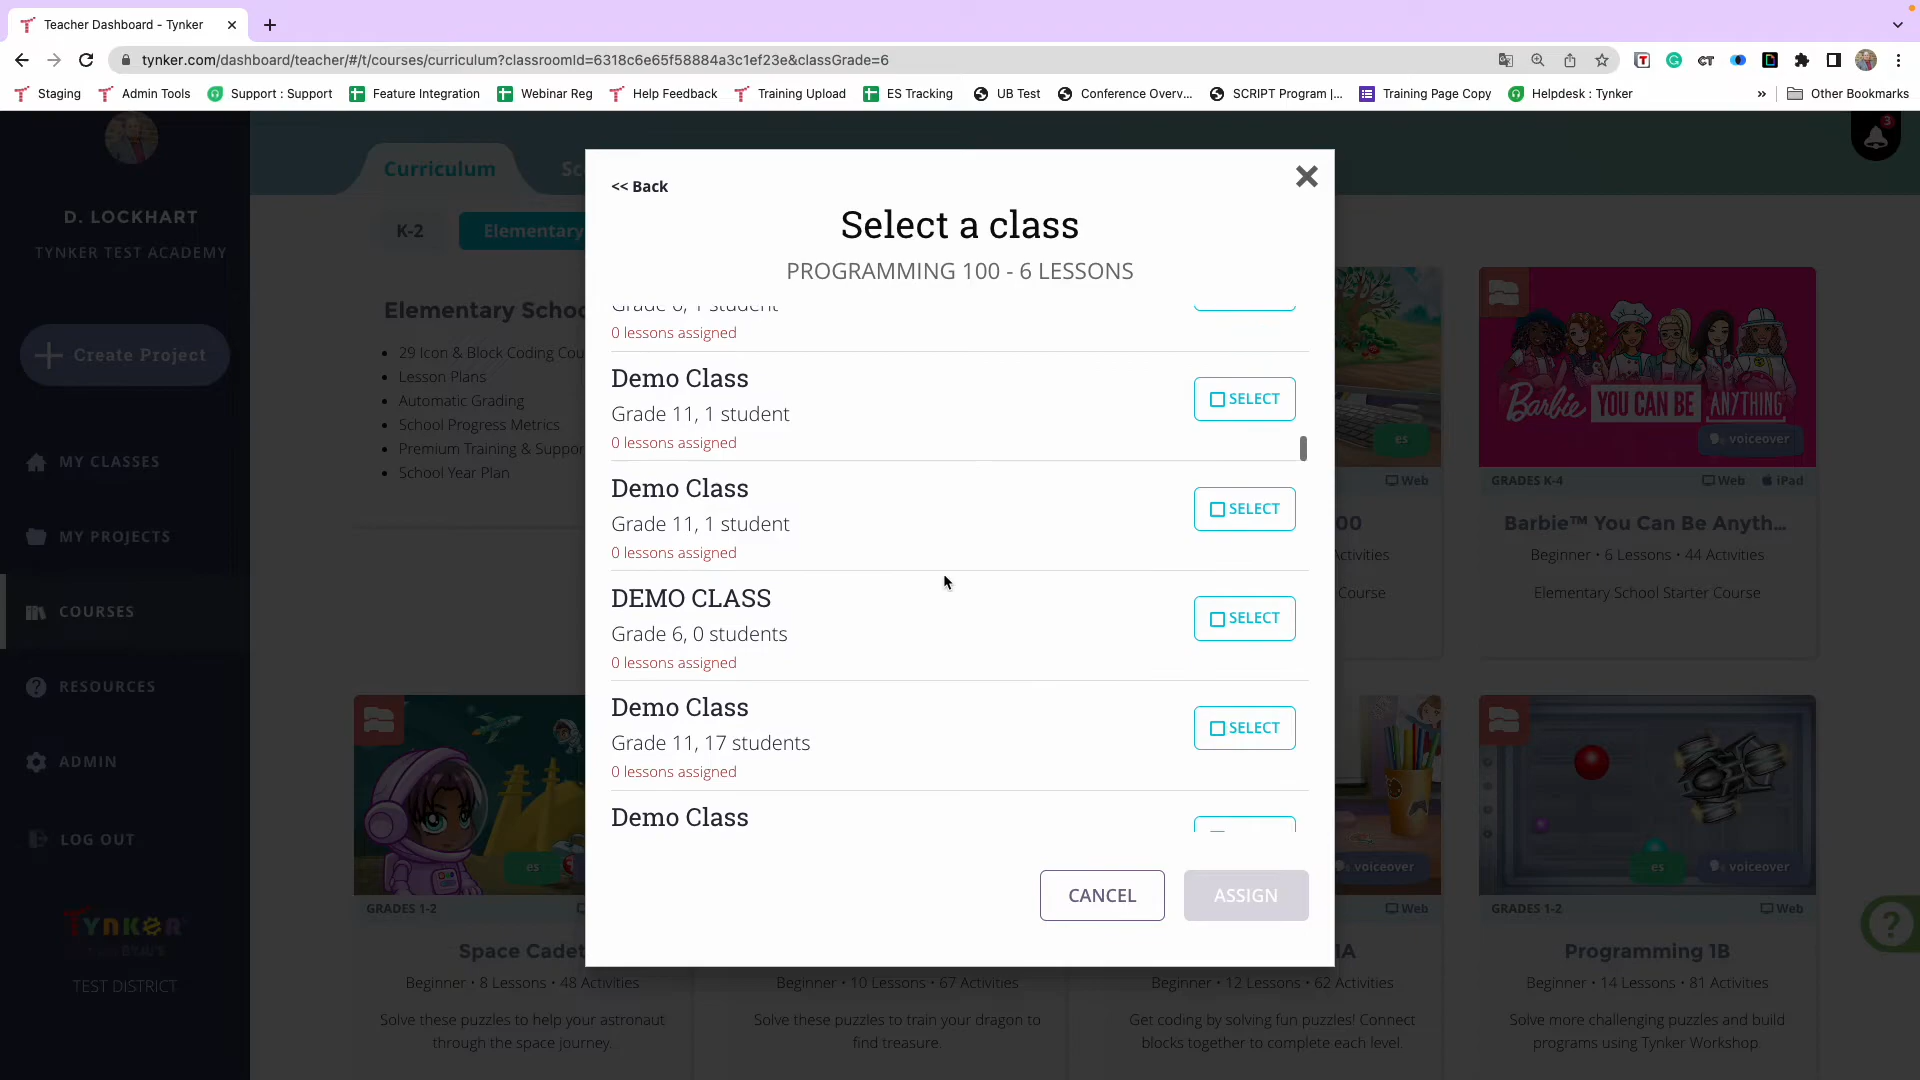 Teacher Dashboard - Tynker
tynker.com/dashboard/teacher/#/t/courses/curriculum?classroomId=6318c6e65f58884a3c1ef23e&classGrade=6
Staging
Admin Tools
Support : Support
Feature Integration
Webinar Reg
Help Feedback
Training Upload
ES Tracking
UB Test
Conference Overv...
SCRIPT Program |...
Training Page Copy
Helpdesk : Tynker
»
Other Bookmarks
D. LOCKHART
TYNKER TEST ACADEMY
Create Project
MY CLASSES
MY PROJECTS
COURSES
RESOURCES
ADMIN
LOG OUT
TYNKER
TEST DISTRICT
Curriculum
3
K-2
Elementary
29 Icon & Block Coding
Lesson Plans
Automatic Grading
School Progress Metrics
Premium Training &
School Year Plan
<< Back
Select a class
PROGRAMMING 100 - 6 LESSONS
0 lessons assigned
Demo Class
Grade 11, 1 student
0 lessons assigned
SELECT
Demo Class
Grade 11, 1 student
0 lessons assigned
SELECT
DEMO CLASS
Grade 6, 0 students
0 lessons assigned
SELECT
Demo Class
Grade 11, 17 students
0 lessons assigned
SELECT
Demo Class
CANCEL
ASSIGN
es
Web
Activities
Course
Barbie YOU CAN BE ANYTHING
voiceover
GRADES K-4
Web
iPad
Barbie™ You Can Be Anyth...
Beginner • 6 Lessons • 44 Activities
Elementary School Starter Course
es
GRADES 1-2
Space Cadet
Beginner • 8 Lessons • 48 Activities
Solve these puzzles to help your astronaut
through the space journey.
Beginner • 10 Lessons • 67 Activities
Solve these puzzles to train your dragon to
find treasure.
voiceover
Web
1A
Beginner • 12 Lessons • 62 Activities
Get coding by solving fun puzzles! Connect
blocks together to complete each level.
es
voiceover
GRADES 1-2
Web
Programming 1B
Beginner • 14 Lessons • 81 Activities
Solve more challenging puzzles and build
programs using Tynker Workshop.